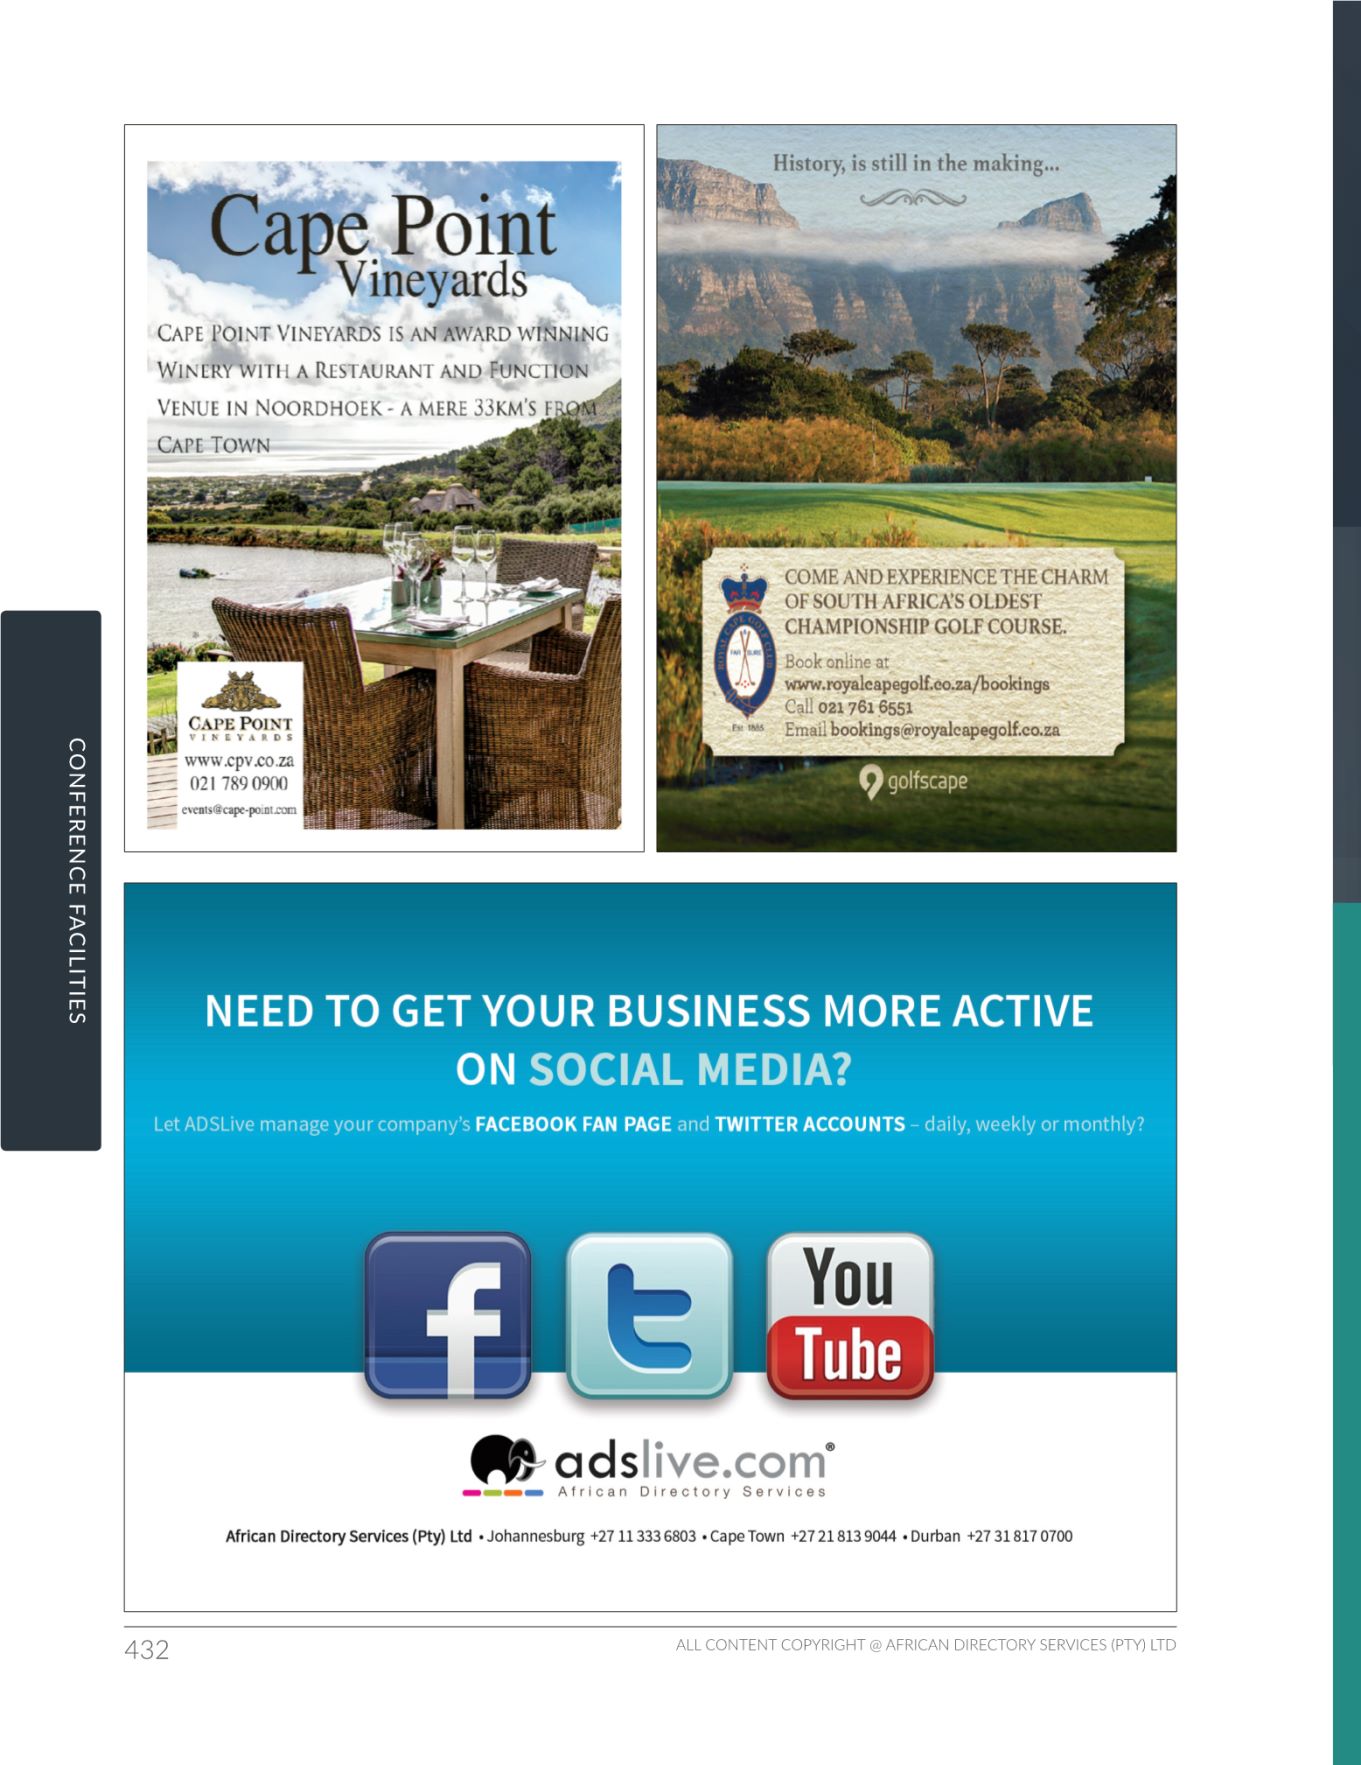 Cape Point
Vineyards
CAPE POINT VINEYARDS IS AN AWARD WINNING
WINERY WITH A RESTAURANT AND FUNCTION
VENUE IN NOORDHOEK - A MERE 33KM'S FROM
CAPE TOWN
CAPE POINT
VINEYARDS
www.cpv.co.za
021 789 0900
events@cape-point.com
History, is still in the making...
COME AND EXPERIENCE THE CHARM
OF SOUTH AFRICA'S OLDEST
CHAMPIONSHIP GOLF COURSE.
ROYAL CAPE GOLF CLUB
FAR SURE
Est 1885
Book online at
www.royalcapegolf.co.za/bookings
Call 021 761 6551
Email bookings@royalcapegolf.co.za
golfscape
CONFERENCE FACILITIES
NEED TO GET YOUR BUSINESS MORE ACTIVE
ON SOCIAL MEDIA?
Let ADSLive manage your company's FACEBOOK FAN PAGE and TWITTER ACCOUNTS – daily, weekly or monthly?
f
t
You
Tube
adslive.com®
African Directory Services
African Directory Services (Pty) Ltd • Johannesburg +27 11 333 6803 • Cape Town +27 21 813 9044 • Durban +27 31 817 0700
432
ALL CONTENT COPYRIGHT @ AFRICAN DIRECTORY SERVICES (PTY) LTD